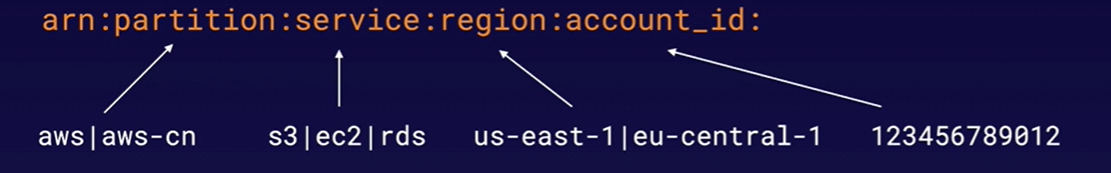 arn:partition:service:region:account_id:
aws|aws-cn s3|ec2|rds us-east-1|eu-central-1 123456789012